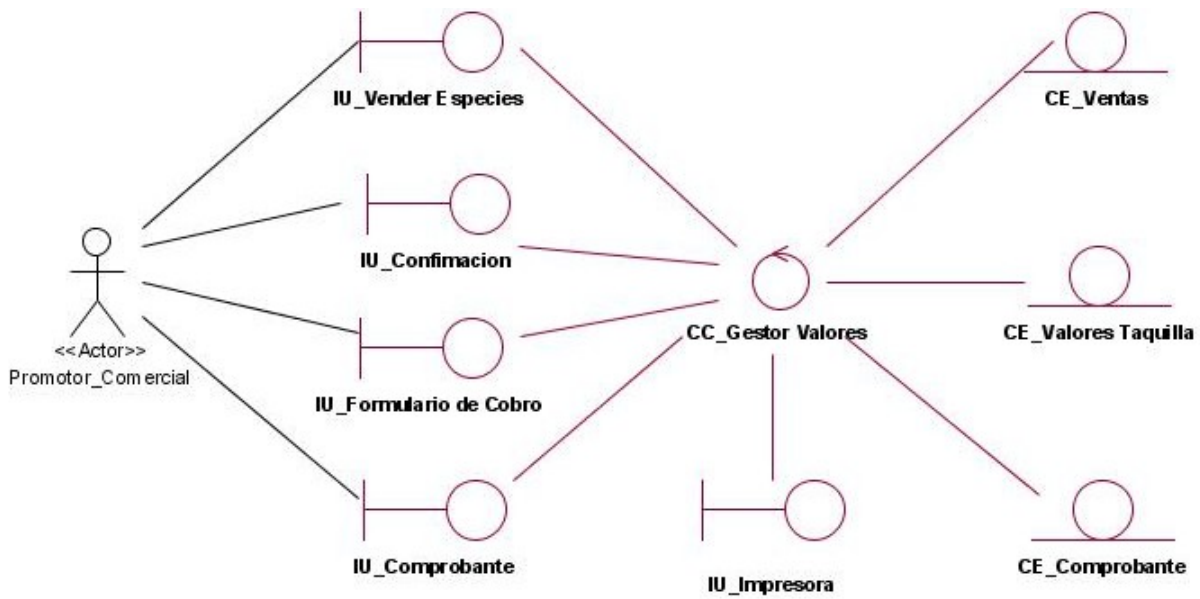 IU_Vender Especies
CE_Ventas
IU_Confimacion
CC_Gestor Valores
CE_Valores Taquilla
<<Actor>>
Promotor_Comercial
IU_Formulario de Cobro
IU_Comprobante
IU_Impresora
CE_Comprobante